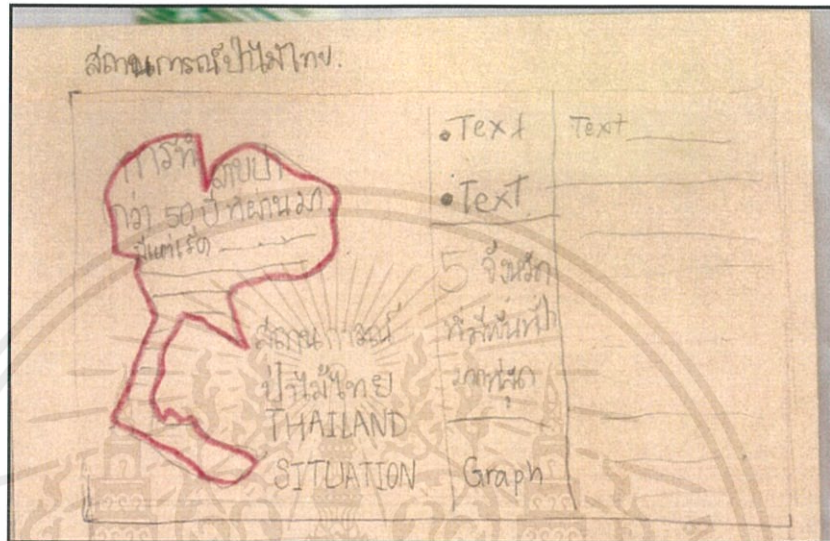 สถานการณ์ป่าไม้ไทย.
กว่า 50 ปี ที่ผ่านมา
สถานการณ์
ป่าไม้ไทย
THAILAND
SITUATION
• Text
• Text
5 จังหวัด
ที่มีพื้นที่ป่า
มากที่สุด
Graph
Text